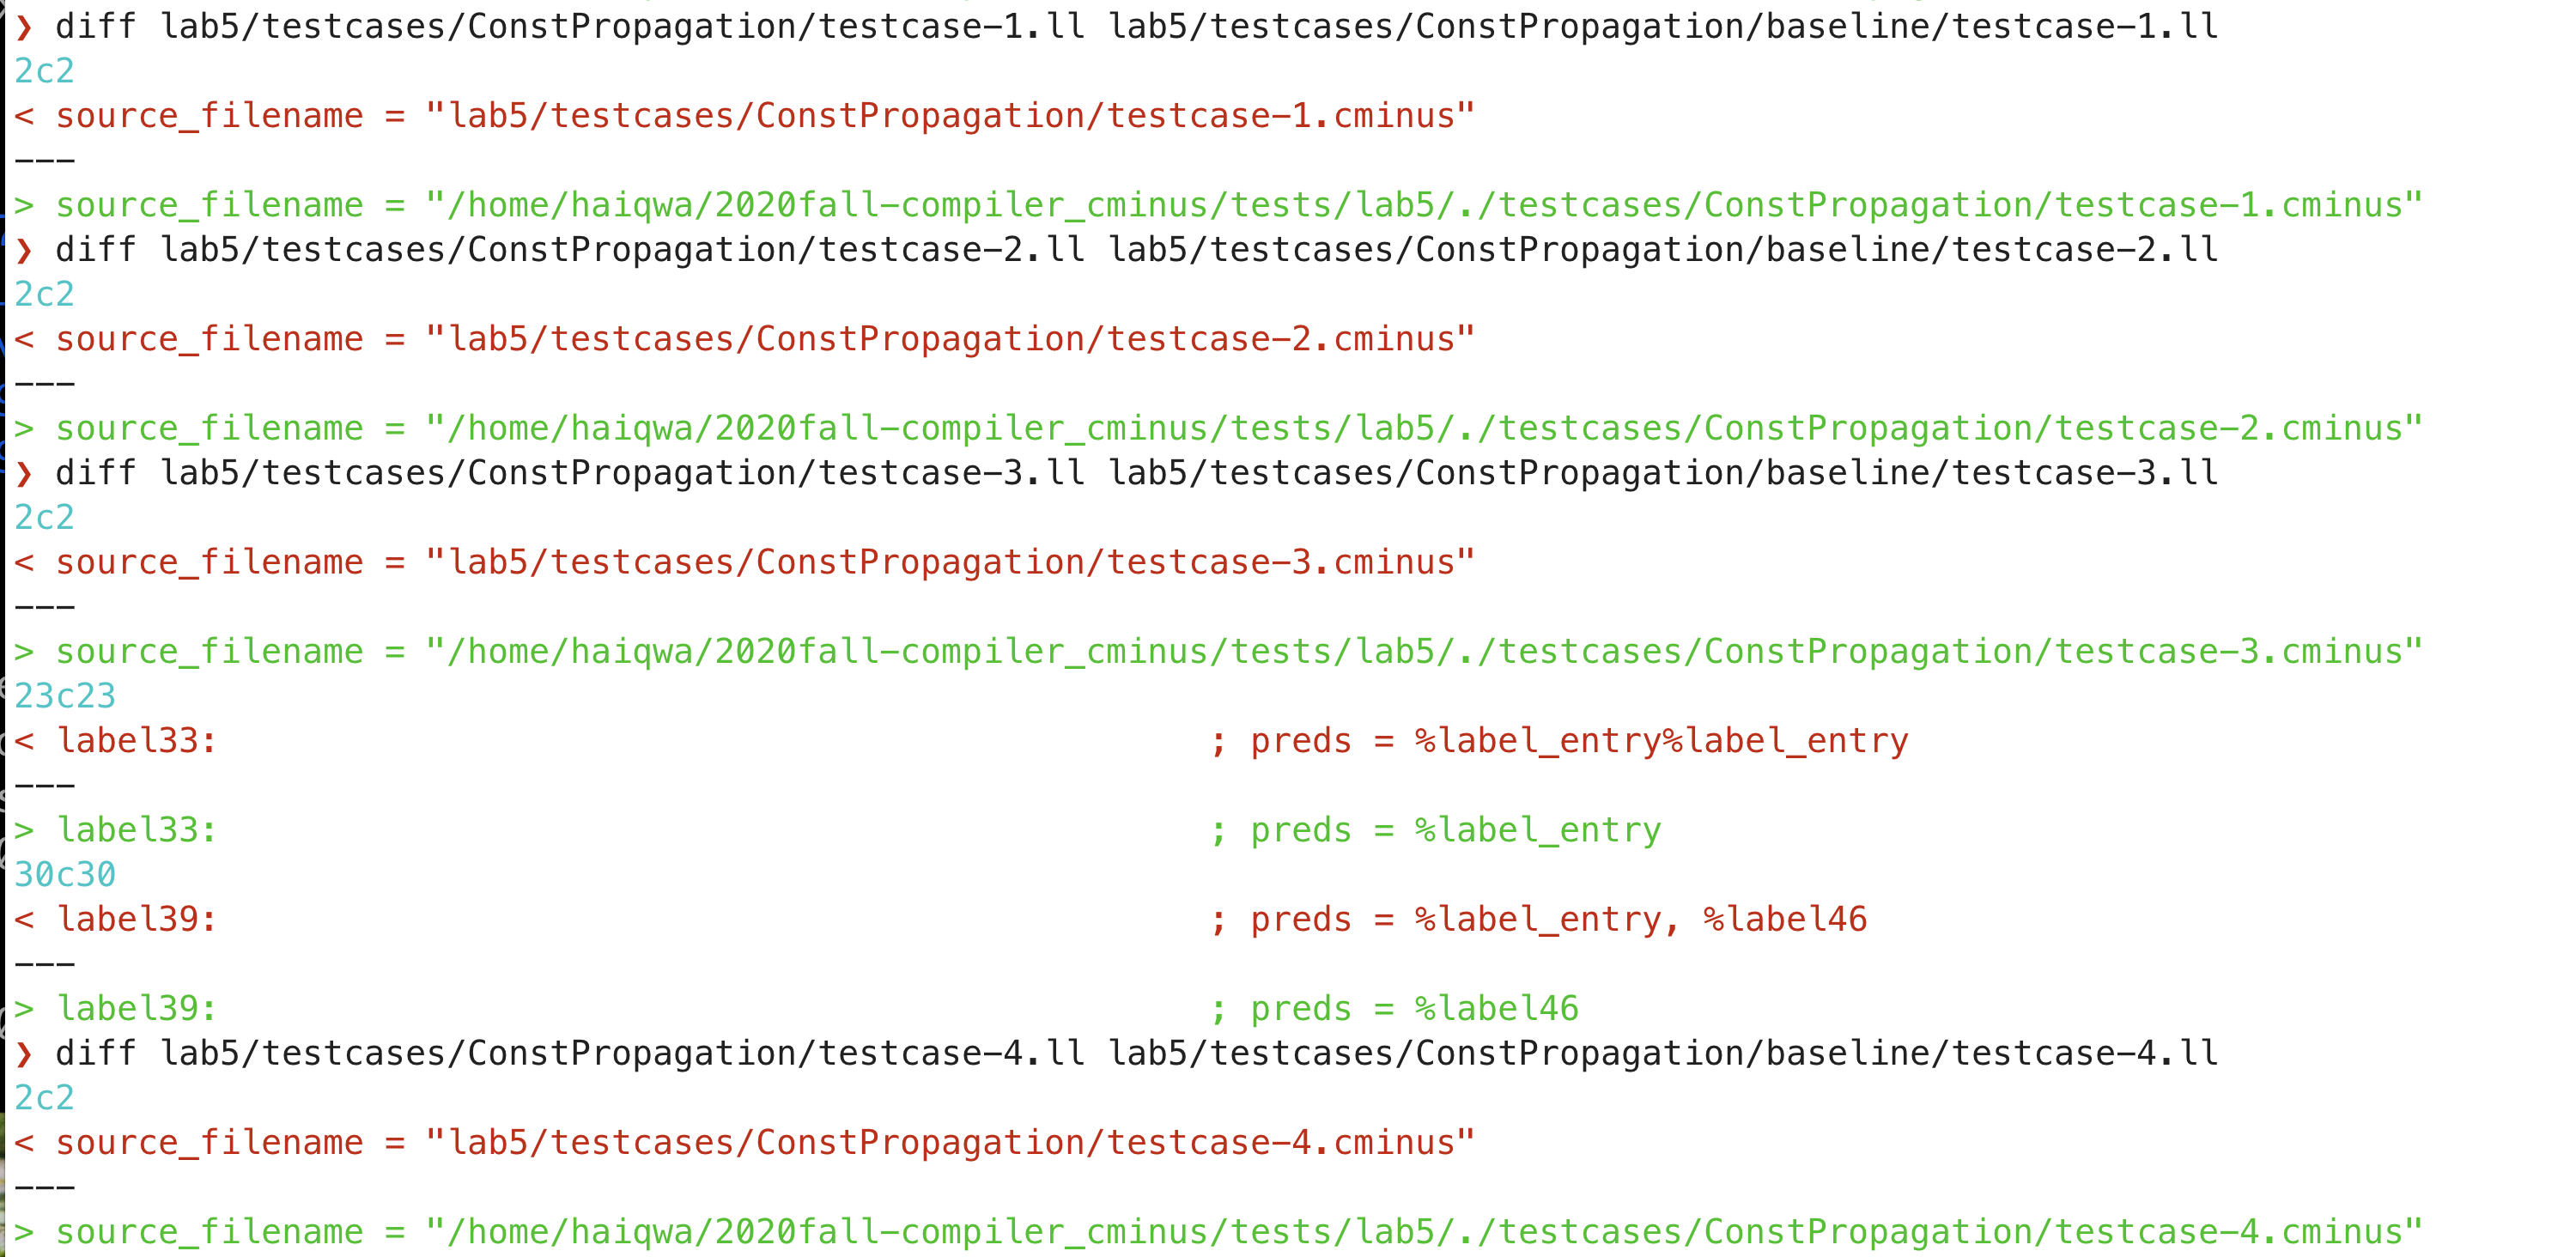 ❯ diff lab5/testcases/ConstPropagation/testcase-1.ll lab5/testcases/ConstPropagation/baseline/testcase-1.ll
2c2
< source_filename = "lab5/testcases/ConstPropagation/testcase-1.cminus"
---
> source_filename = "/home/haiqwa/2020fall-compiler_cminus/tests/lab5/./testcases/ConstPropagation/testcase-1.cminus"
❯ diff lab5/testcases/ConstPropagation/testcase-2.ll lab5/testcases/ConstPropagation/baseline/testcase-2.ll
2c2
< source_filename = "lab5/testcases/ConstPropagation/testcase-2.cminus"
---
> source_filename = "/home/haiqwa/2020fall-compiler_cminus/tests/lab5/./testcases/ConstPropagation/testcase-2.cminus"
❯ diff lab5/testcases/ConstPropagation/testcase-3.ll lab5/testcases/ConstPropagation/baseline/testcase-3.ll
2c2
< source_filename = "lab5/testcases/ConstPropagation/testcase-3.cminus"
---
> source_filename = "/home/haiqwa/2020fall-compiler_cminus/tests/lab5/./testcases/ConstPropagation/testcase-3.cminus"
23c23
< label33:                                                ; preds = %label_entry%label_entry
---
> label33:                                                ; preds = %label_entry
30c30
< label39:                                                ; preds = %label_entry, %label46
---
> label39:                                                ; preds = %label46
❯ diff lab5/testcases/ConstPropagation/testcase-4.ll lab5/testcases/ConstPropagation/baseline/testcase-4.ll
2c2
< source_filename = "lab5/testcases/ConstPropagation/testcase-4.cminus"
---
> source_filename = "/home/haiqwa/2020fall-compiler_cminus/tests/lab5/./testcases/ConstPropagation/testcase-4.cminus"